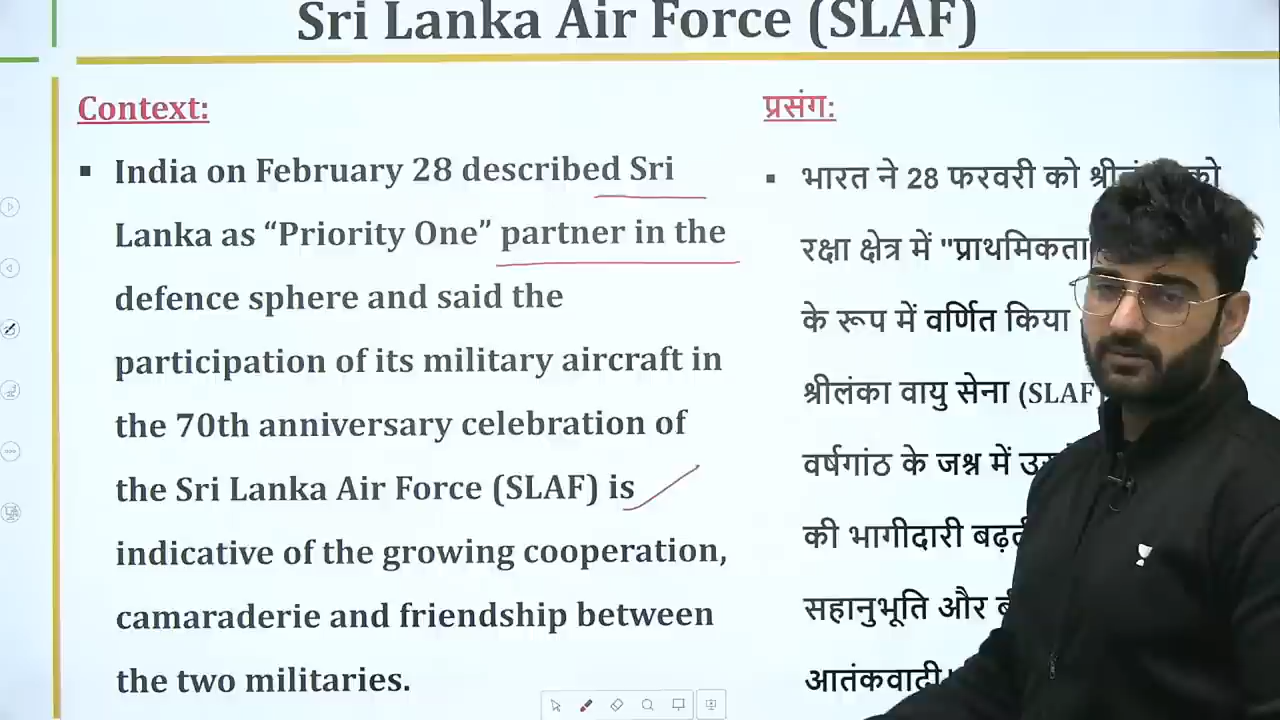 Sri Lanka Air Force (SLAF)
Context:
▪ India on February 28 described Sri
Lanka as “Priority One” partner in the
defence sphere and said the
participation of its military aircraft in
the 70th anniversary celebration of
the Sri Lanka Air Force (SLAF) is
indicative of the growing cooperation,
camaraderie and friendship between
the two militaries.
प्रसंग:
▪ भारत ने 28 फरवरी को को
रक्षा क्षेत्र में "प्राथमिकता
के रूप में वर्णित किया
श्रीलंका वायु सेना (SLAF
वर्षगांठ के जश्न में
की भागीदारी
सहानुभूति और